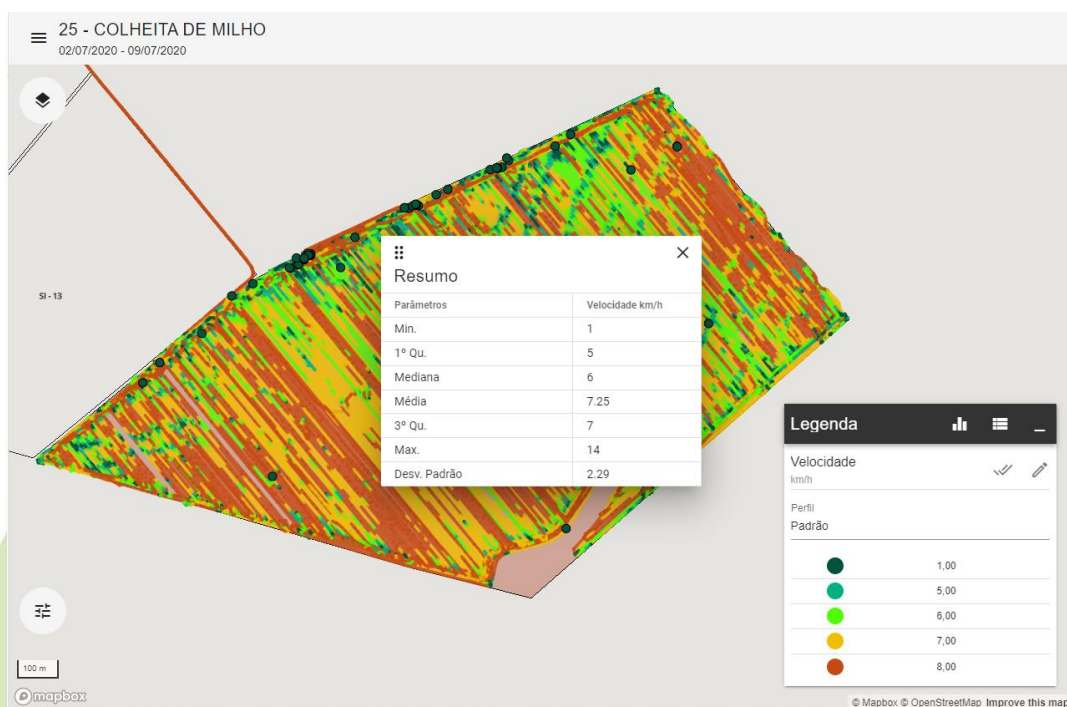 25 - COLHEITA DE MILHO
02/07/2020 - 09/07/2020
SI - 13
Resumo
Parâmetros Velocidade km/h
Min. 1
1º Qu. 5
Mediana 6
Média 7.25
3º Qu. 7
Max. 14
Desv. Padrão 2.29
Legenda
Velocidade
km/h
Perfil
Padrão
1,00
5,00
6,00
7,00
8,00
100 m
mapbox
© Mapbox © OpenStreetMap Improve this map